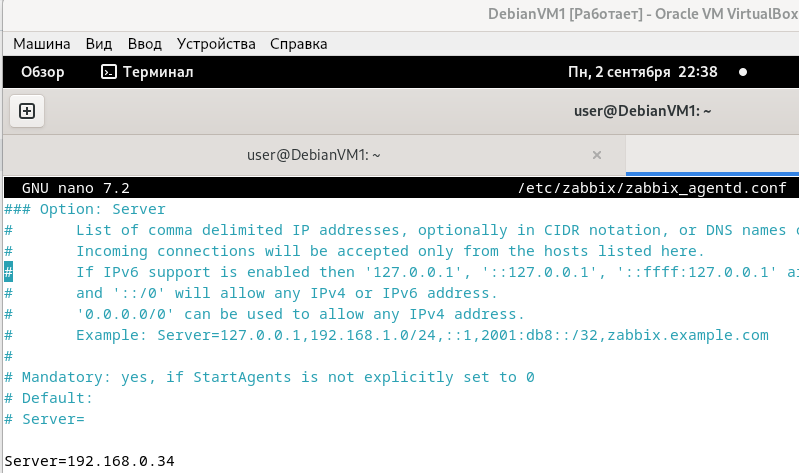 DebianVM1 [Работает] - Oracle VM VirtualBox
Машина Вид Ввод Устройства Справка
Обзор Терминал Пн, 2 сентября 22:38
user@DebianVM1: ~
user@DebianVM1: ~ ×
GNU nano 7.2 /etc/zabbix/zabbix_agentd.conf
### Option: Server
# List of comma delimited IP addresses, optionally in CIDR notation, or DNS names
# Incoming connections will be accepted only from the hosts listed here.
# If IPv6 support is enabled then '127.0.0.1', '::127.0.0.1', '::ffff:127.0.0.1'
# and '::/0' will allow any IPv4 or IPv6 address.
# '0.0.0.0/0' can be used to allow any IPv4 address.
# Example: Server=127.0.0.1,192.168.1.0/24,::1,2001:db8::/32,zabbix.example.com
#
# Mandatory: yes, if StartAgents is not explicitly set to 0
# Default:
# Server=
Server=192.168.0.34